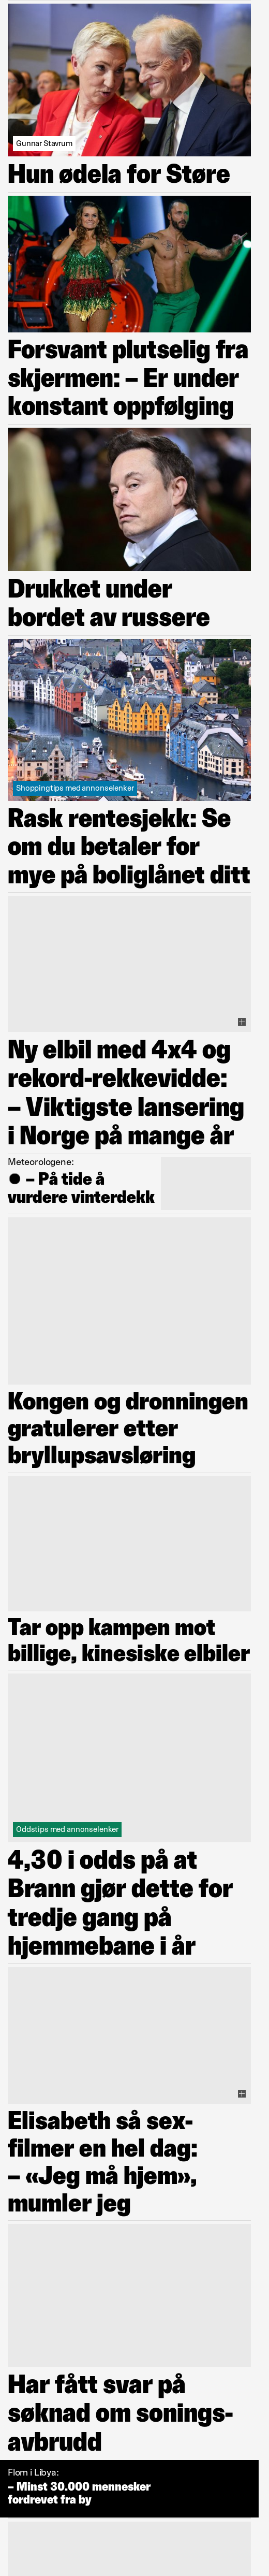 Gunnar Stavrum
Hun ødela for Støre
Forsvant plutselig fra
skjermen: – Er under
konstant oppfølging
Drukket under
bordet av russere
Shoppingtips med annonselenker
Rask rentesjekk: Se
om du betaler for
mye på boliglånet ditt
Ny elbil med 4x4 og
rekord-rekkevidde:
– Viktigste lansering
i Norge på mange år
Meteorologene:
– På tide å
vurdere vinterdekk
Kongen og dronningen
gratulerer etter
bryllupsavsløring
Tar opp kampen mot
billige, kinesiske elbiler
Oddstips med annonselenker
4,30 i odds på at
Brann gjør dette for
tredje gang på
hjemmebane i år
Elisabeth så sex-
filmer en hel dag:
– «Jeg må hjem»,
mumler jeg
Har fått svar på
søknad om sonings-
avbrudd
Flom i Libya:
– Minst 30.000 mennesker
fordrevet fra by